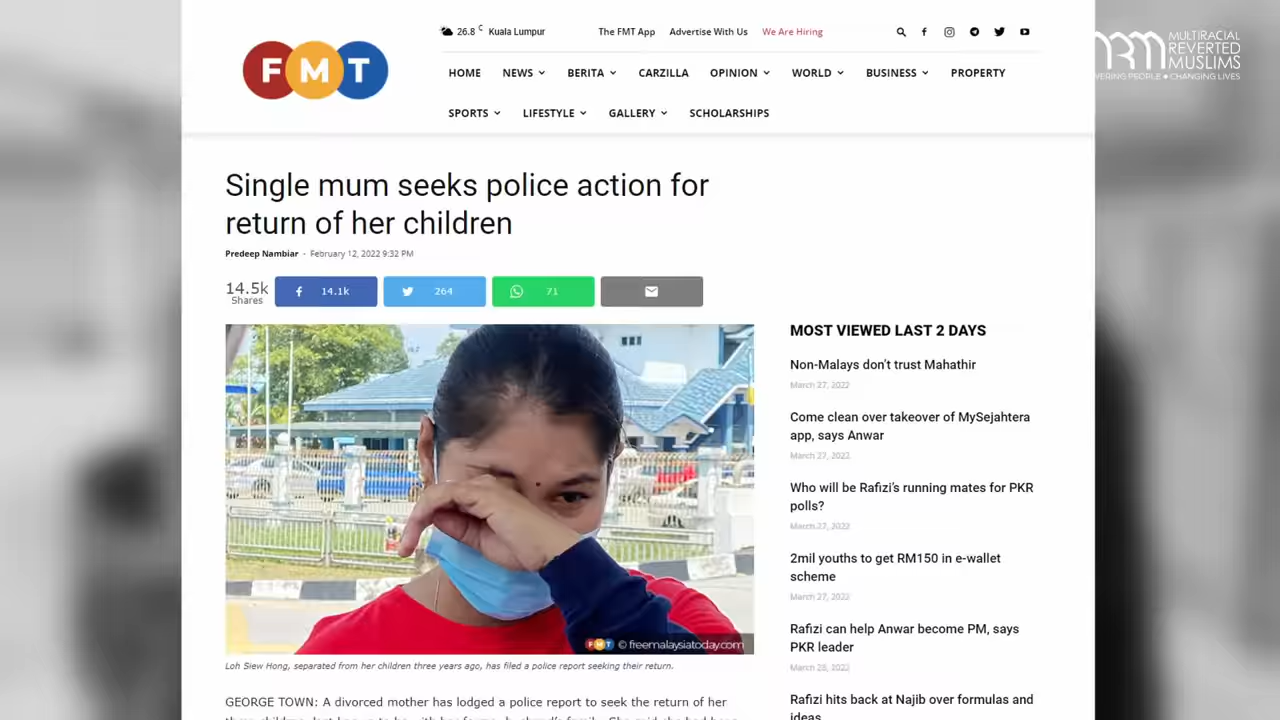 26.8 C Kuala Lumpur
The FMT App Advertise With Us We Are Hiring
FMT
HOME NEWS BERITA CARZILLA OPINION WORLD BUSINESS PROPERTY
SPORTS LIFESTYLE GALLERY SCHOLARSHIPS
MULTIRACIAL
REVERTED
MUSLIMS
PEOPLE • CHANGING LIVES
Single mum seeks police action for
return of her children
Predeep Nambiar - February 12, 2022 9:32 PM
14.5k
Shares
14.1k
264
71
FMT © freemalaysiatoday.com
Loh Siew Hong, separated from her children three years ago, has filed a police report seeking their return.
GEORGE TOWN: A divorced mother has lodged a police report to seek the return of her
MOST VIEWED LAST 2 DAYS
Non-Malays don't trust Mahathir
March 27, 2022
Come clean over takeover of MySejahtera
app, says Anwar
March 27, 2022
Who will be Rafizi's running mates for PKR
polls?
March 27, 2022
2mil youths to get RM150 in e-wallet
scheme
March 27, 2022
Rafizi can help Anwar become PM, says
PKR leader
March 28, 2022
Rafizi hits back at Najib over formulas and
ideas